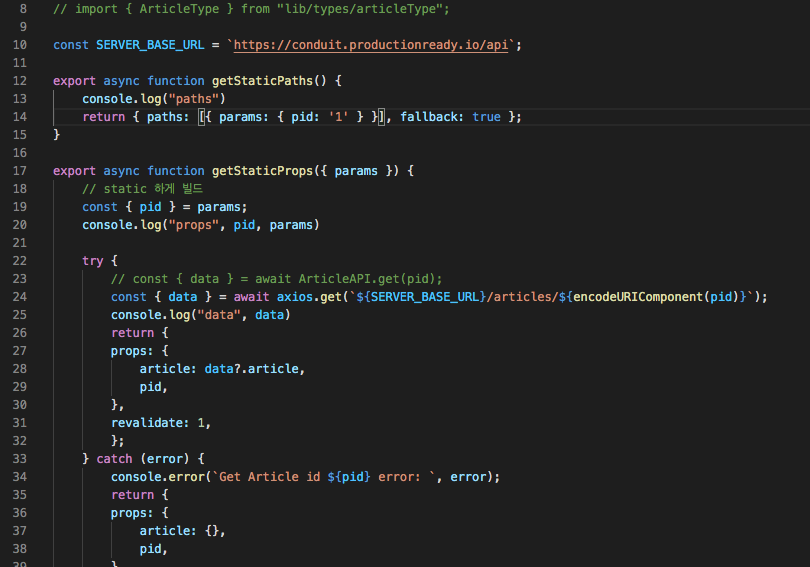 8 // import { ArticleType } from "lib/types/articleType";
9
10 const SERVER_BASE_URL = `https://conduit.productionready.io/api`;
11
12 export async function getStaticPaths() {
13 console.log("paths")
14 return { paths: [{ params: { pid: '1' } }], fallback: true };
15 }
16
17 export async function getStaticProps({ params }) {
18 // static 하게 빌드
19 const { pid } = params;
20 console.log("props", pid, params)
21
22 try {
23 // const { data } = await ArticleAPI.get(pid);
24 const { data } = await axios.get(`${SERVER_BASE_URL}/articles/${encodeURIComponent(pid)}`);
25 console.log("data", data)
26 return {
27 props: {
28 article: data?.article,
29 pid,
30 },
31 revalidate: 1,
32 };
33 } catch (error) {
34 console.error(`Get Article id ${pid} error: `, error);
35 return {
36 props: {
37 article: {},
38 pid,
39 }